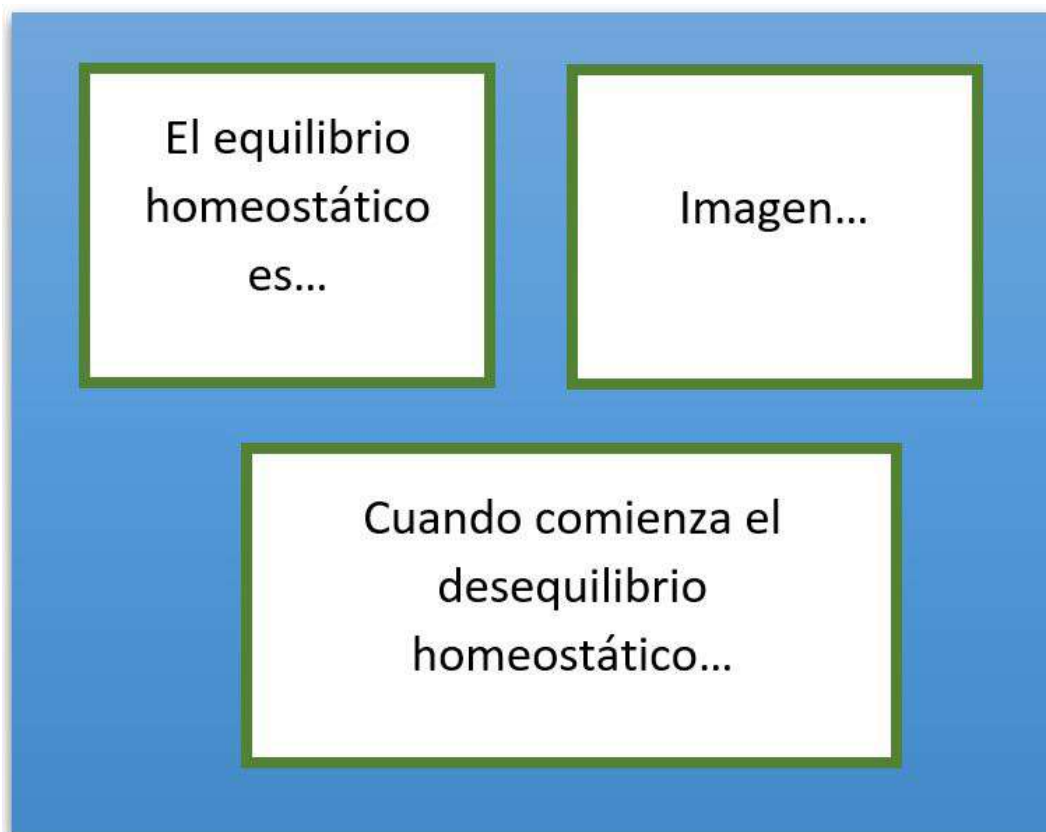 El equilibrio
homeostático
es...
Imagen...
Cuando comienza el
desequilibrio
homeostático...